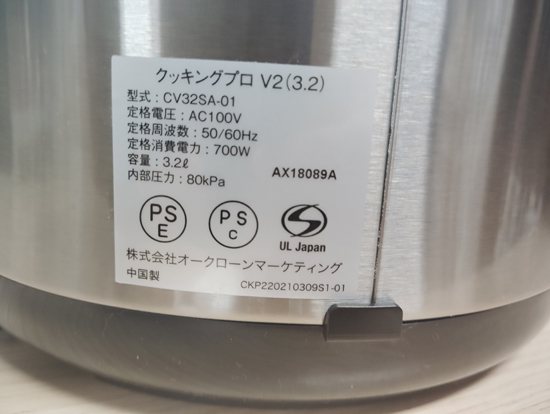 クッキングプロ V2(3.2)
型式：CV32SA-01
定格電圧：AC100V
定格周波数：50/60Hz
定格消費電力：700W
容量：3.2ℓ
内部圧力：80kPa
AX18089A
PS
E
PS
C
UL Japan
株式会社オークローンマーケティング
中国製
CKP220210309S1-01